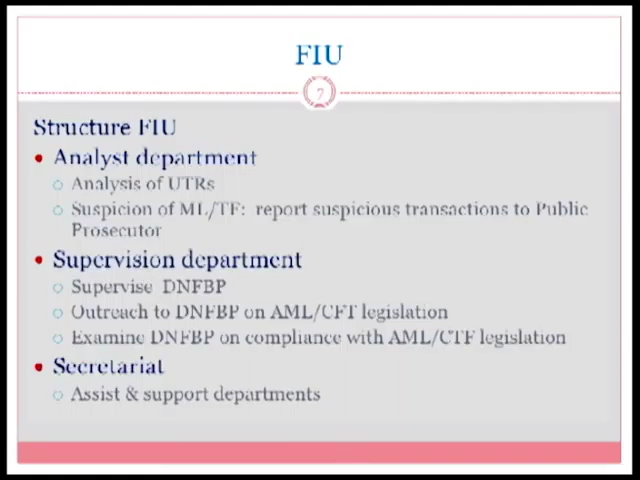 FIU
7
Structure FIU
Analyst department
Analysis of UTRs
Suspicion of ML/TF: report suspicious transactions to Public
Prosecutor
Supervision department
Supervise DNFBP
Outreach to DNFBP on AML/CFT legislation
Examine DNFBP on compliance with AML/CTF legislation
Secretariat
Assist & support departments